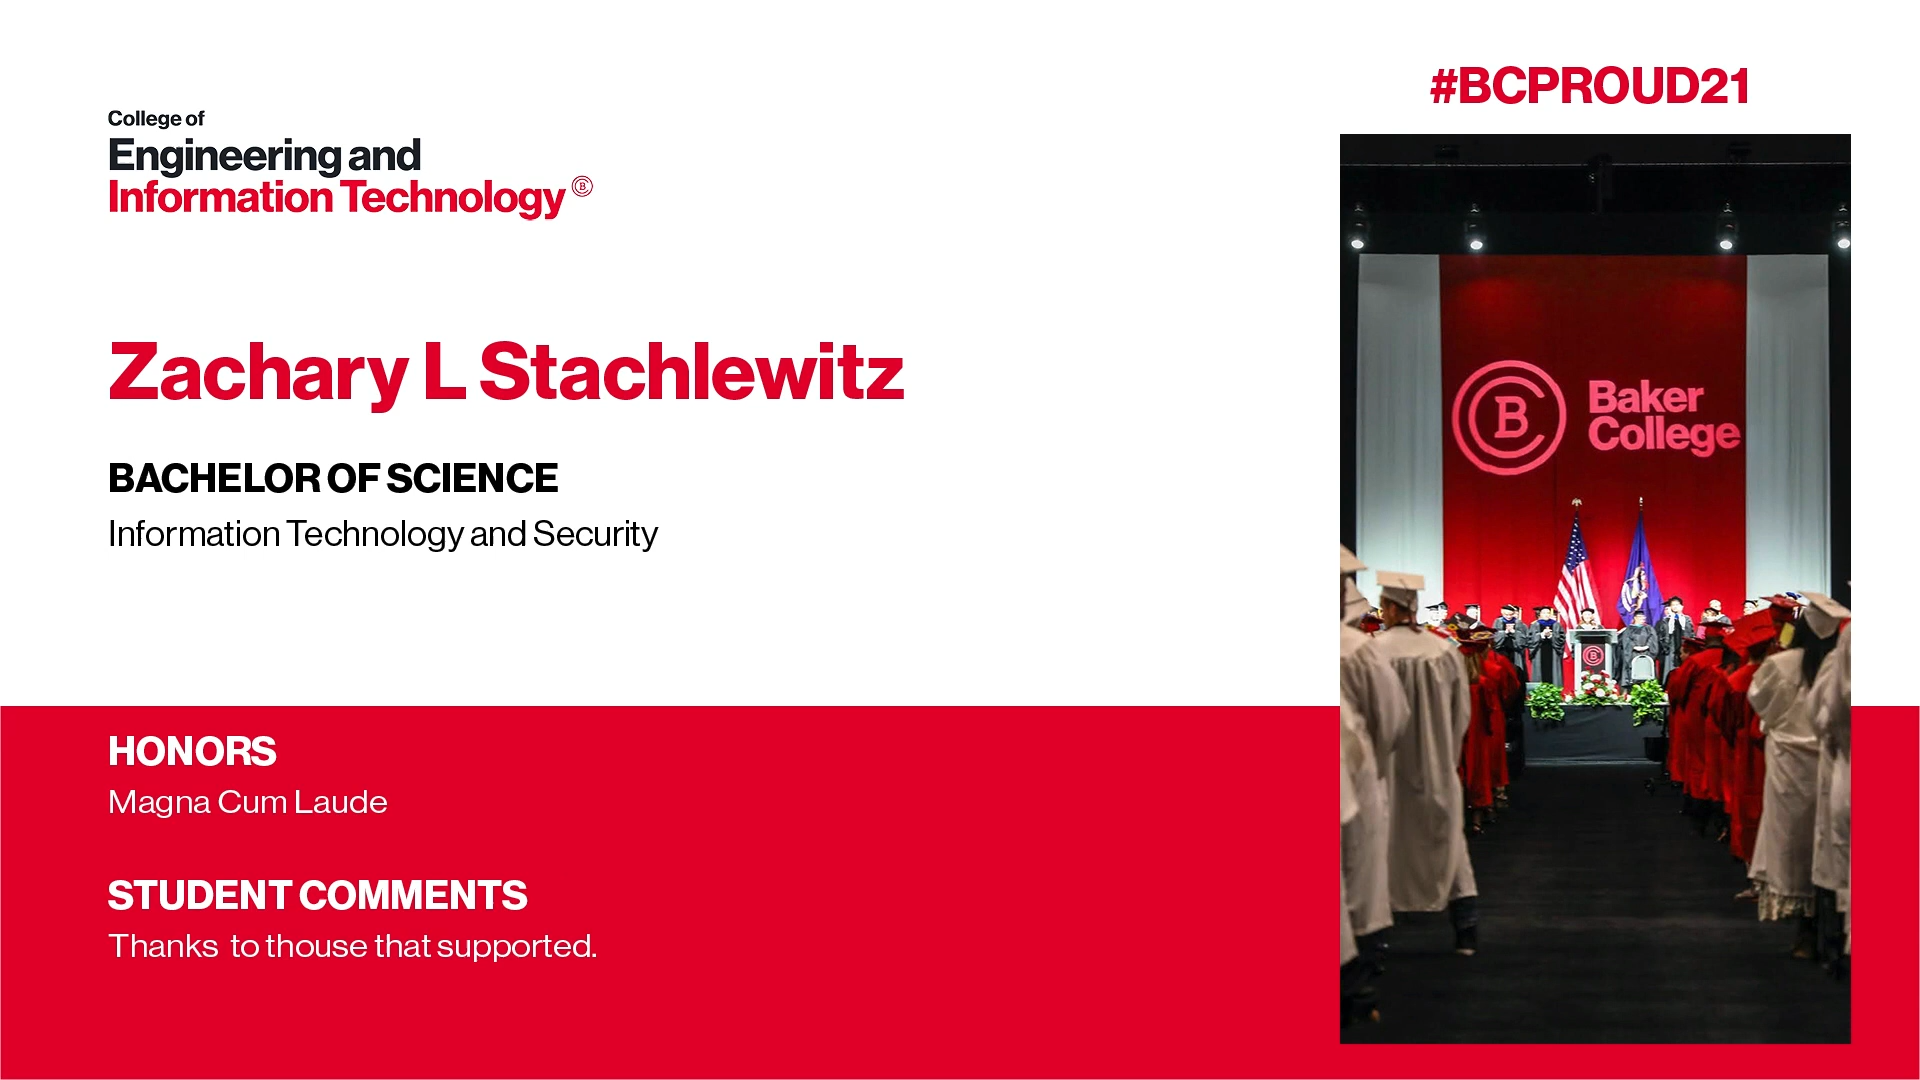 #BCPROUD21
College of
Engineering and
Information Technology
B
Zachary L Stachlewitz
BACHELOR OF SCIENCE
Information Technology and Security
HONORS
Magna Cum Laude
STUDENT COMMENTS
Thanks  to thouse that supported.
B
Baker
College
B